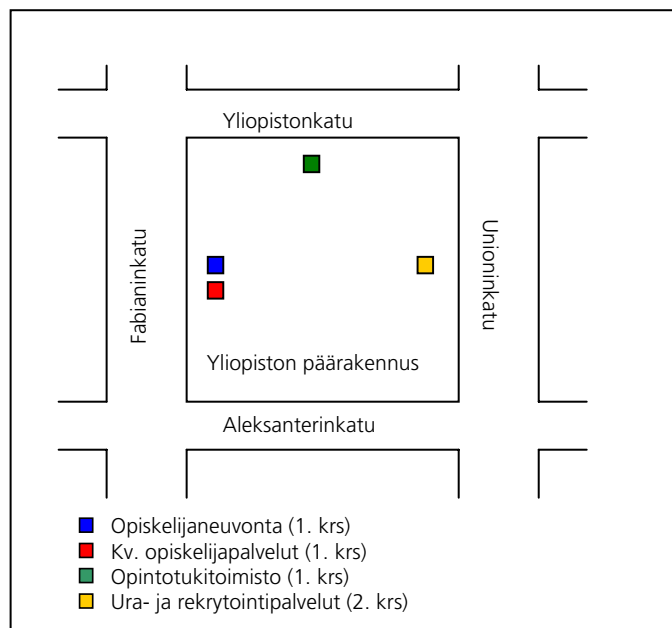 Yliopistonkatu
Fabianinkatu
Unioninkatu
Yliopiston päärakennus
Aleksanterinkatu
Opiskelijaneuvonta (1. krs)
Kv. opiskelijapalvelut (1. krs)
Opintotukitoimisto (1. krs)
Ura- ja rekrytointipalvelut (2. krs)